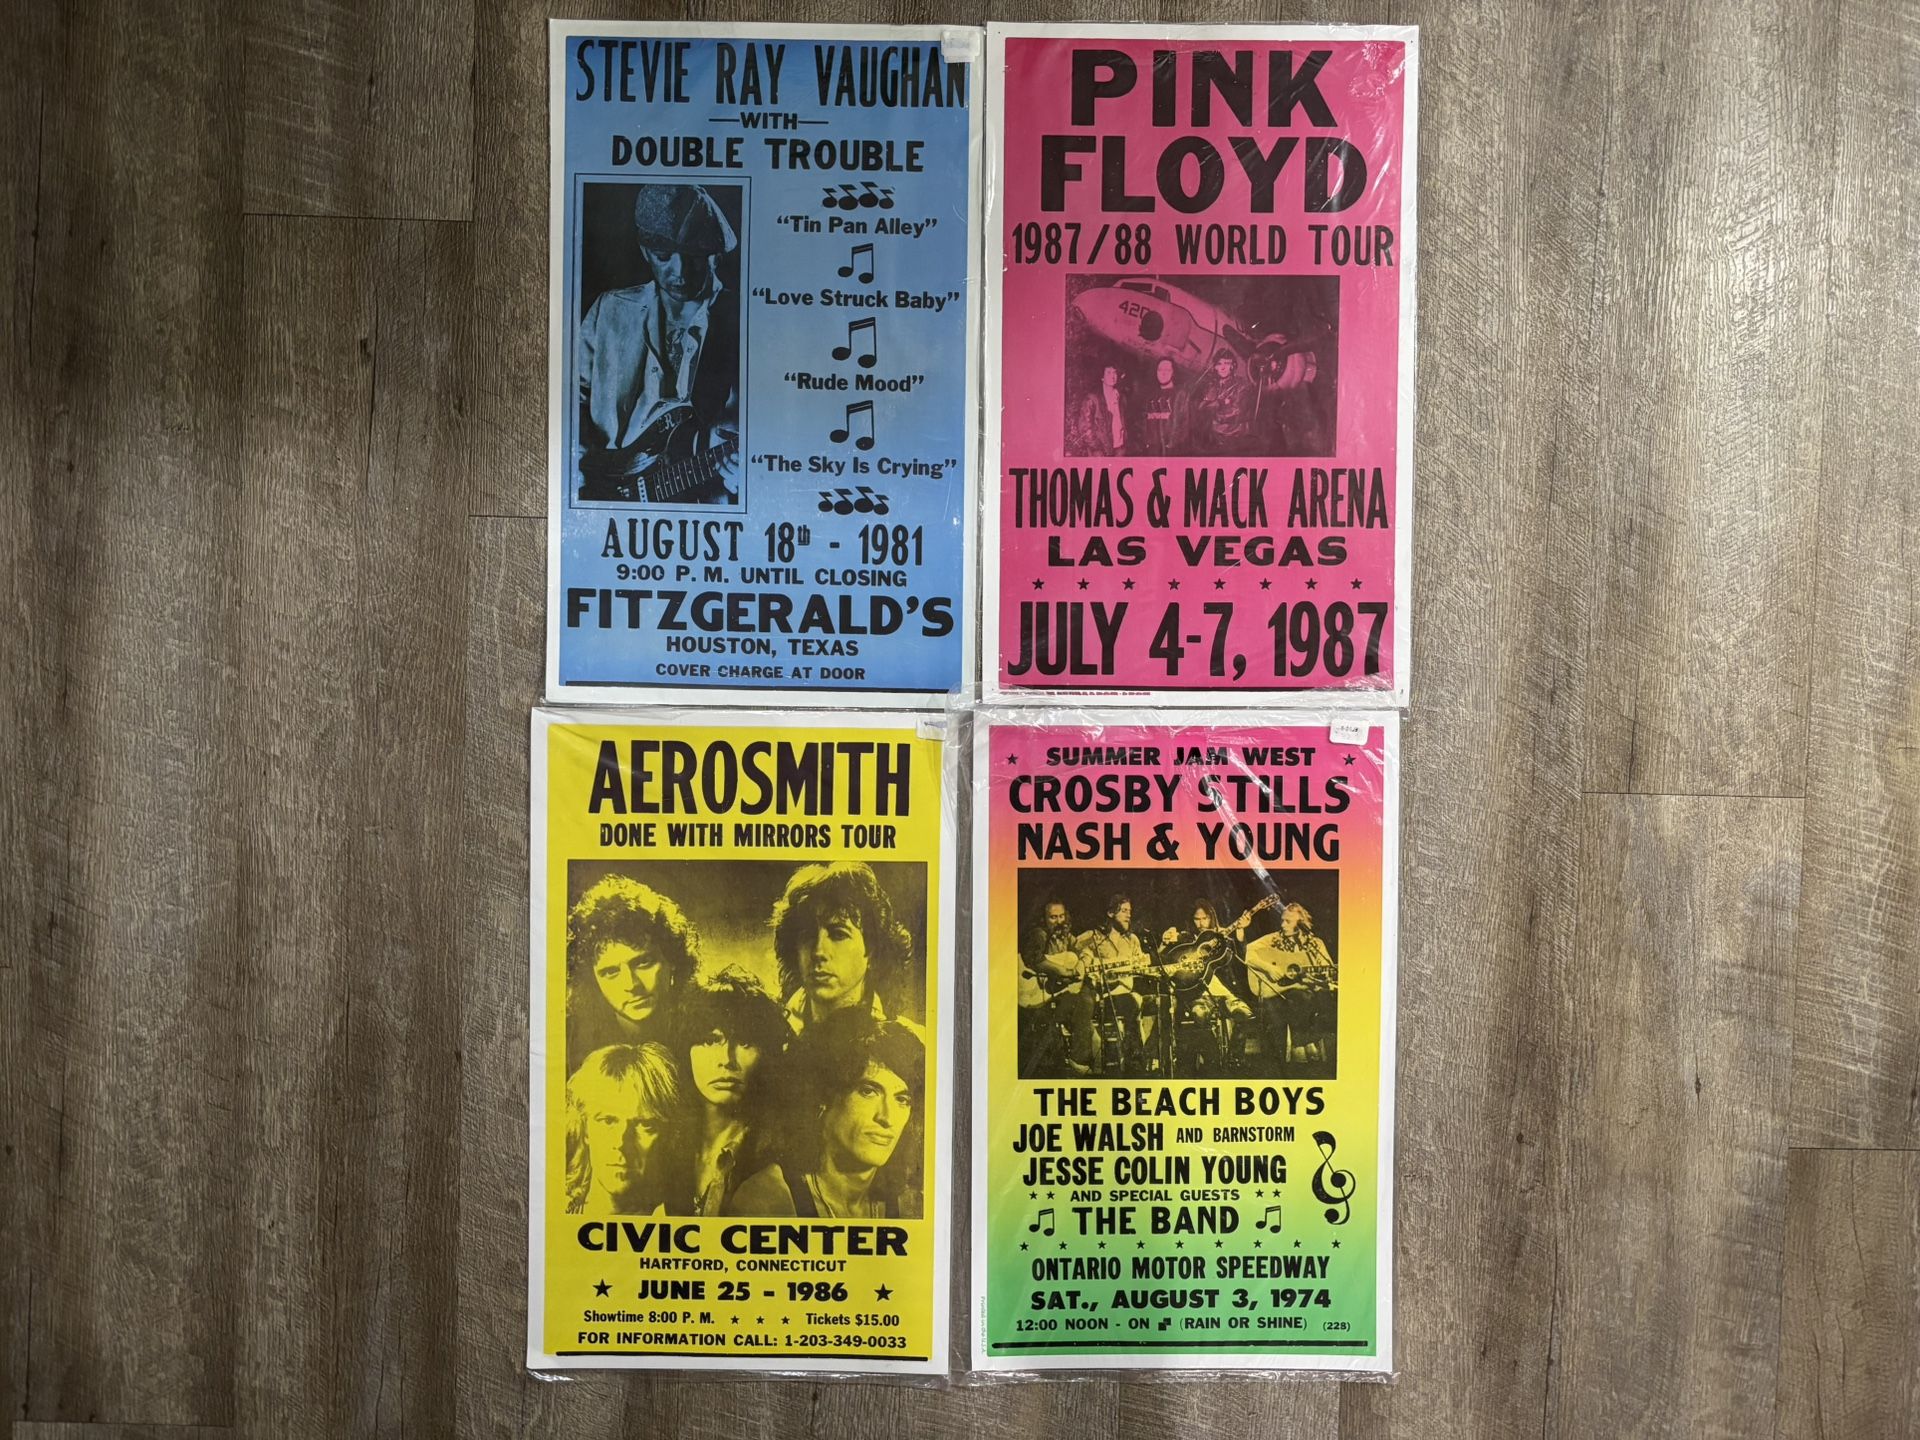 STEVIE RAY VAUGHAN
—WITH—
DOUBLE TROUBLE
"Tin Pan Alley"
"Love Struck Baby"
"Rude Mood"
"The Sky Is Crying"
AUGUST 18th - 1981
9:00 P. M. UNTIL CLOSING
FITZGERALD'S
HOUSTON, TEXAS
COVER CHARGE AT DOOR
PINK
FLOYD
1987/88 WORLD TOUR
420
THOMAS & MACK ARENA
LAS VEGAS
JULY 4-7, 1987
AEROSMITH
DONE WITH MIRRORS TOUR
CIVIC CENTER
HARTFORD, CONNECTICUT
JUNE 25 - 1986
Showtime 8:00 P. M. Tickets $15.00
FOR INFORMATION CALL: 1-203-349-0033
SUMMER JAM WEST
CROSBY STILLS
NASH & YOUNG
THE BEACH BOYS
JOE WALSH AND BARNSTORM
JESSE COLIN YOUNG
AND SPECIAL GUESTS
THE BAND
ONTARIO MOTOR SPEEDWAY
SAT., AUGUST 3, 1974
12:00 NOON - ON (RAIN OR SHINE) (228)
Printed in the U.S.A.